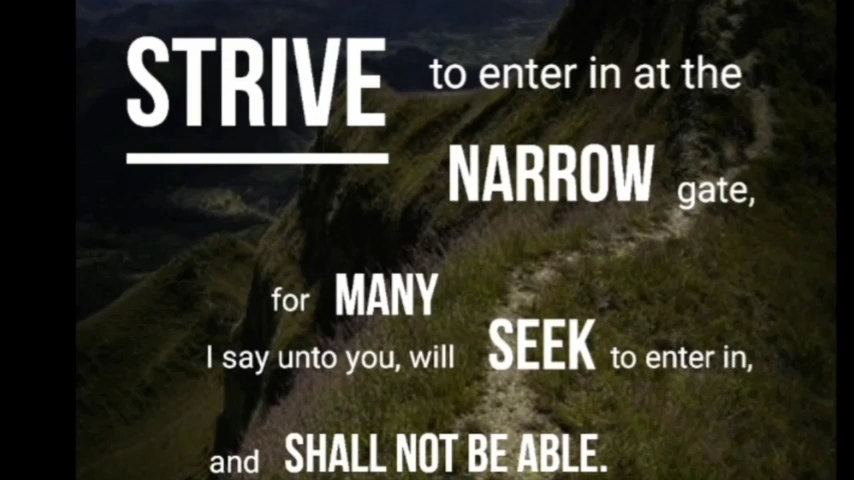 STRIVE to enter in at the
NARROW gate,
for MANY
I say unto you, will SEEK to enter in,
and SHALL NOT BE ABLE.